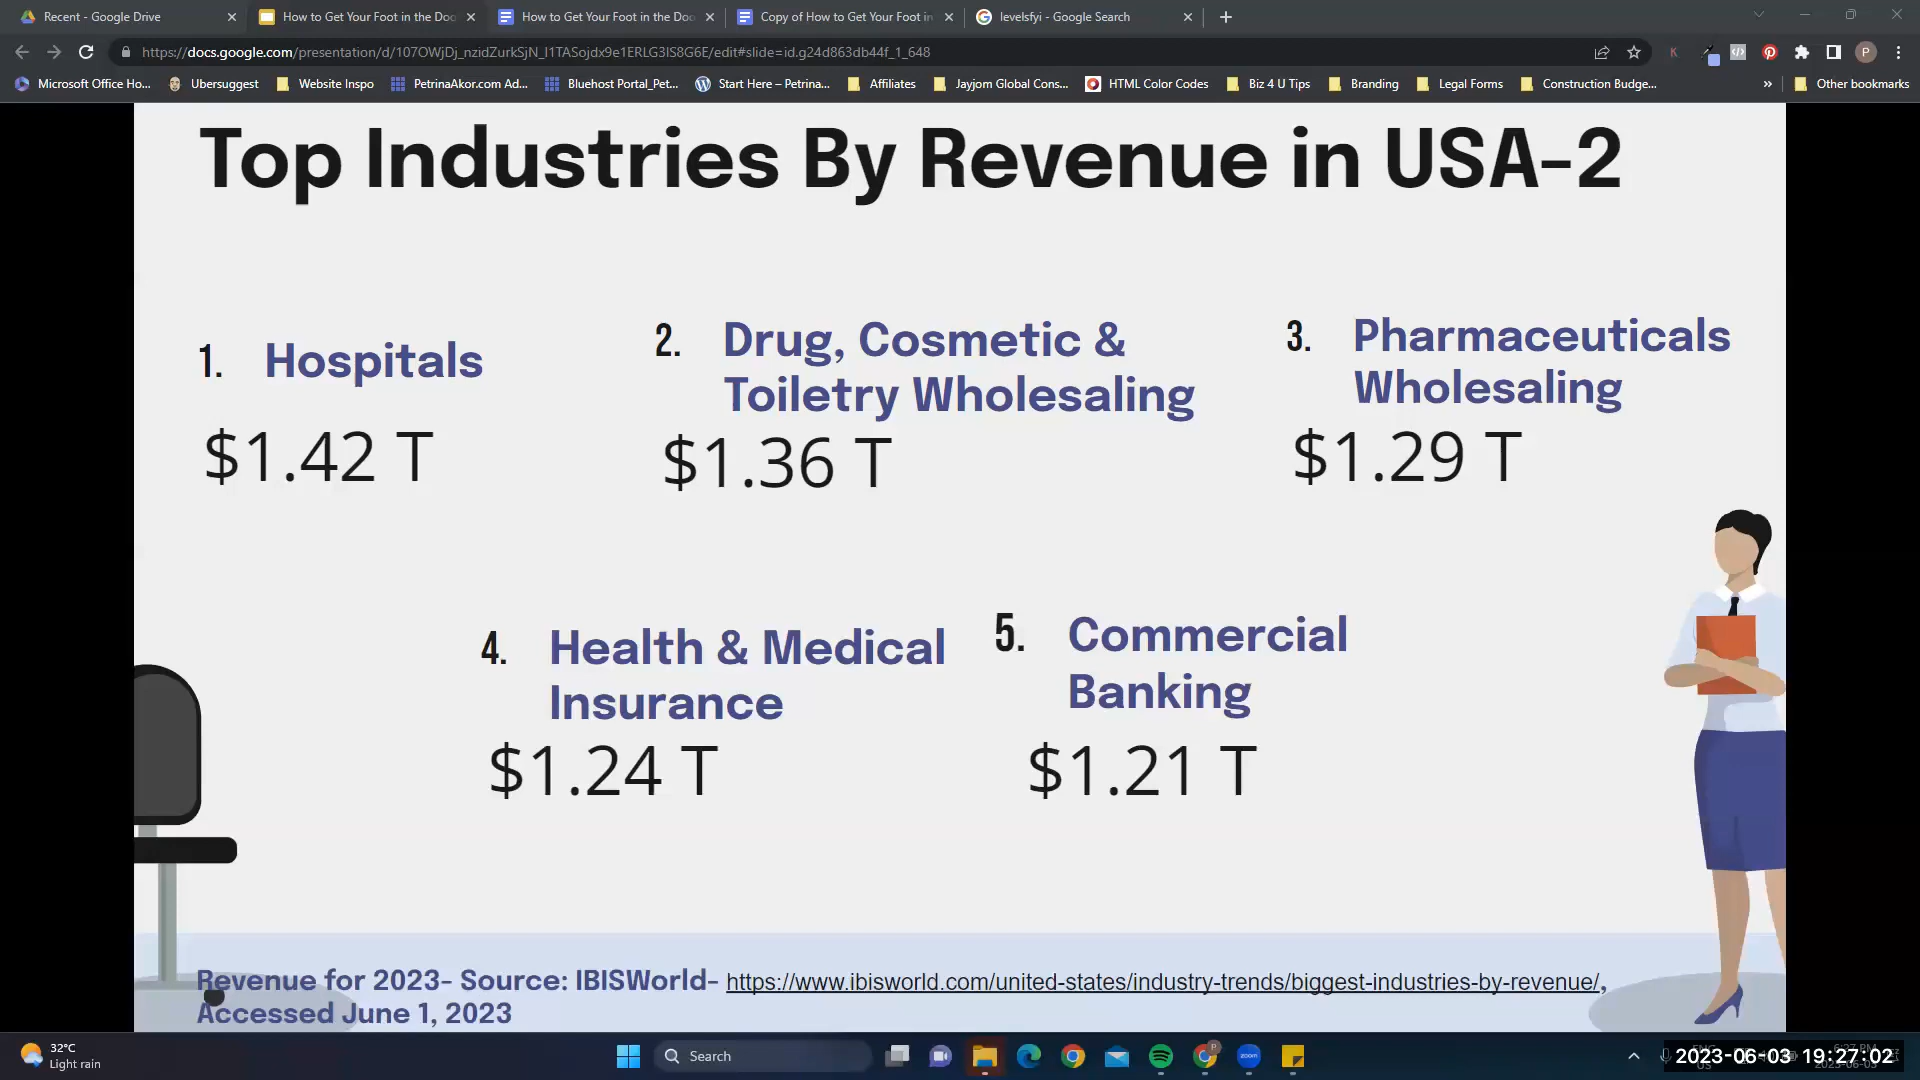 Recent - Google Drive
How to Get Your Foot in the Doo
How to Get Your Foot in the Doo
Copy of How to Get Your Foot in
levelsfyi - Google Search
https://docs.google.com/presentation/d/107OWjDj_nzidZurkSjN_I1TASojdx9e1ERLG3IS8G6E/edit#slide=id.g24d863db44f_1_648
K
P
Microsoft Office Ho...
Ubersuggest
Website Inspo
PetrinaAkor.com Ad...
Bluehost Portal_Pet...
Start Here – Petrina...
Affiliates
Jayjom Global Cons...
HTML Color Codes
Biz 4 U Tips
Branding
Legal Forms
Construction Budge...
»
Other bookmarks
Top Industries By Revenue in USA-2
1. Hospitals
$1.42 T
2. Drug, Cosmetic &
Toiletry Wholesaling
$1.36 T
3. Pharmaceuticals
Wholesaling
$1.29 T
4. Health & Medical
Insurance
$1.24 T
5. Commercial
Banking
$1.21 T
Revenue for 2023- Source: IBISWorld- https://www.ibisworld.com/united-states/industry-trends/biggest-industries-by-revenue/,
Accessed June 1, 2023
32°C
Light rain
Search
zoom
2023-06-03 19:27:02